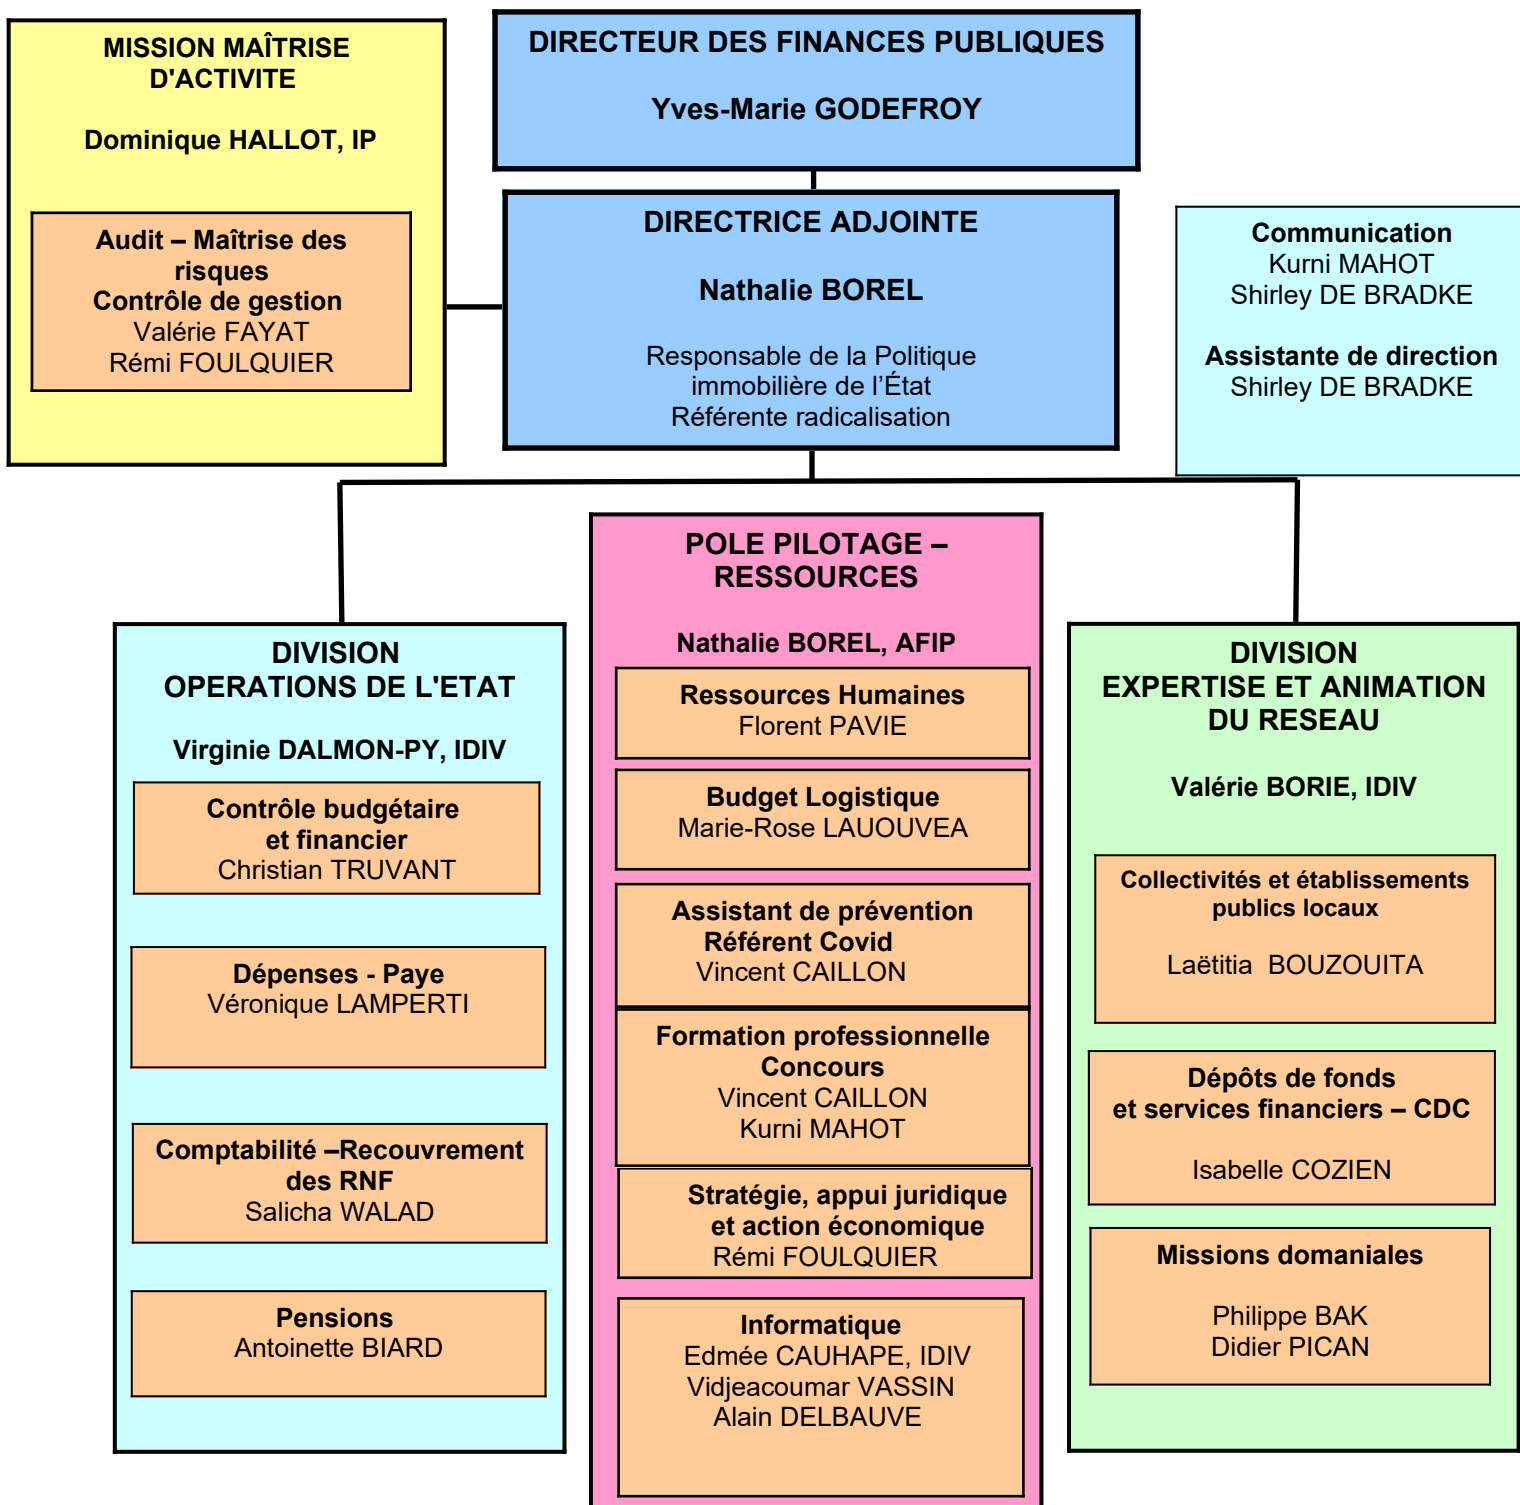 MISSION MAÎTRISE
D'ACTIVITE
Dominique HALLOT, IP
Audit – Maîtrise des
risques
Contrôle de gestion
Valérie FAYAT
Rémi FOULQUIER
DIRECTEUR DES FINANCES PUBLIQUES
Yves-Marie GODEFROY
DIRECTRICE ADJOINTE
Nathalie BOREL
Responsable de la Politique
immobilière de l’État
Référente radicalisation
Communication
Kurni MAHOT
Shirley DE BRADKE
Assistante de direction
Shirley DE BRADKE
DIVISION
OPERATIONS DE L'ETAT
Virginie DALMON-PY, IDIV
Contrôle budgétaire
et financier
Christian TRUVANT
Dépenses - Paye
Véronique LAMPERTI
Comptabilité –Recouvrement
des RNF
Salicha WALAD
Pensions
Antoinette BIARD
POLE PILOTAGE –
RESSOURCES
Nathalie BOREL, AFIP
Ressources Humaines
Florent PAVIE
Budget Logistique
Marie-Rose LAUOUVEA
Assistant de prévention
Référent Covid
Vincent CAILLON
Formation professionnelle
Concours
Vincent CAILLON
Kurni MAHOT
Stratégie, appui juridique
et action économique
Rémi FOULQUIER
Informatique
Edmée CAUHAPE, IDIV
Vidjeacoumar VASSIN
Alain DELBAUVE
DIVISION
EXPERTISE ET ANIMATION
DU RESEAU
Valérie BORIE, IDIV
Collectivités et établissements
publics locaux
Laëtitia BOUZOUITA
Dépôts de fonds
et services financiers – CDC
Isabelle COZIEN
Missions domaniales
Philippe BAK
Didier PICAN